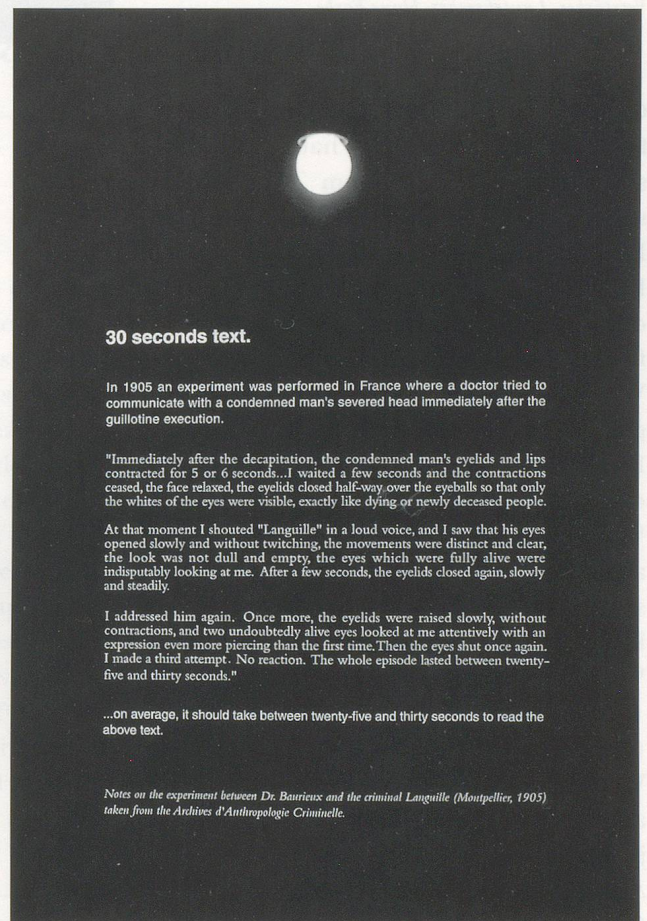 30 seconds text.
In 1905 an experiment was performed in France where a doctor tried to
communicate with a condemned man's severed head immediately after the
guillotine execution.
"Immediately after the decapitation, the condemned man's eyelids and lips
contracted for 5 or 6 seconds...I waited a few seconds and the contractions
ceased, the face relaxed, the eyelids closed half-way over the eyeballs so that only
the whites of the eyes were visible, exactly like dying or newly deceased people.
At that moment I shouted "Languille" in a loud voice, and I saw that his eyes
opened slowly and without twitching, the movements were distinct and clear,
the look was not dull and empty, the eyes which were fully alive were
indisputably looking at me. After a few seconds, the eyelids closed again, slowly
and steadily.
I addressed him again. Once more, the eyelids were raised slowly, without
contractions, and two undoubtedly alive eyes looked at me attentively with an
expression even more piercing than the first time. Then the eyes shut once again.
I made a third attempt. No reaction. The whole episode lasted between twenty-
five and thirty seconds."
...on average, it should take between twenty-five and thirty seconds to read the
above text.
Notes on the experiment between Dr. Baurieux and the criminal Languille (Montpellier, 1905)
taken from the Archives d'Anthropologie Criminelle.